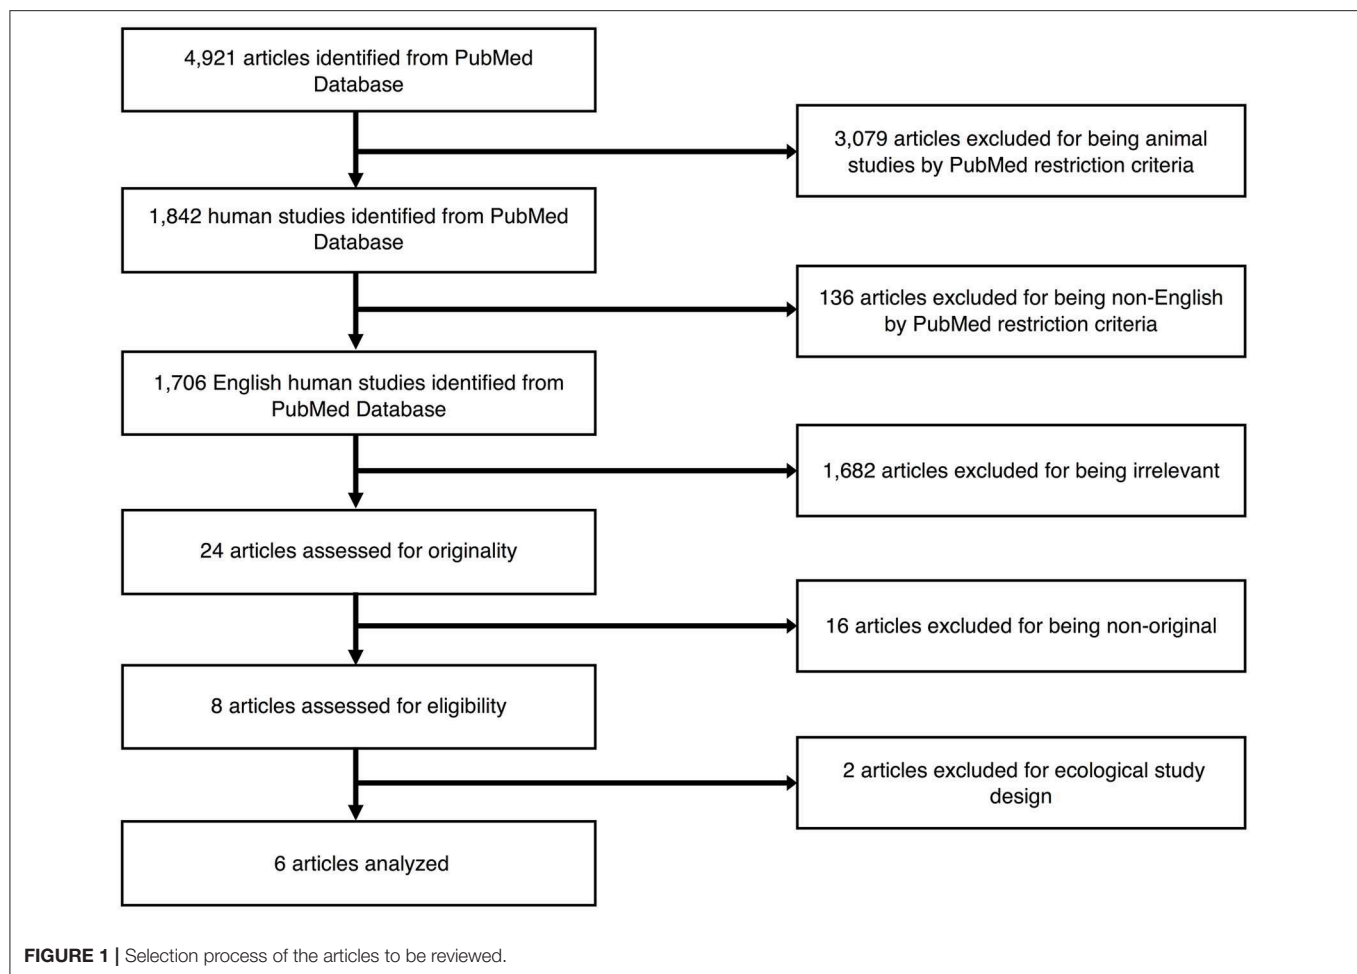 4,921 articles identified from PubMed
Database
3,079 articles excluded for being animal
studies by PubMed restriction criteria
1,842 human studies identified from PubMed
Database
136 articles excluded for being non-English
by PubMed restriction criteria
1,706 English human studies identified from
PubMed Database
1,682 articles excluded for being irrelevant
24 articles assessed for originality
16 articles excluded for being non-original
8 articles assessed for eligibility
2 articles excluded for ecological study
design
6 articles analyzed
FIGURE 1 | Selection process of the articles to be reviewed.